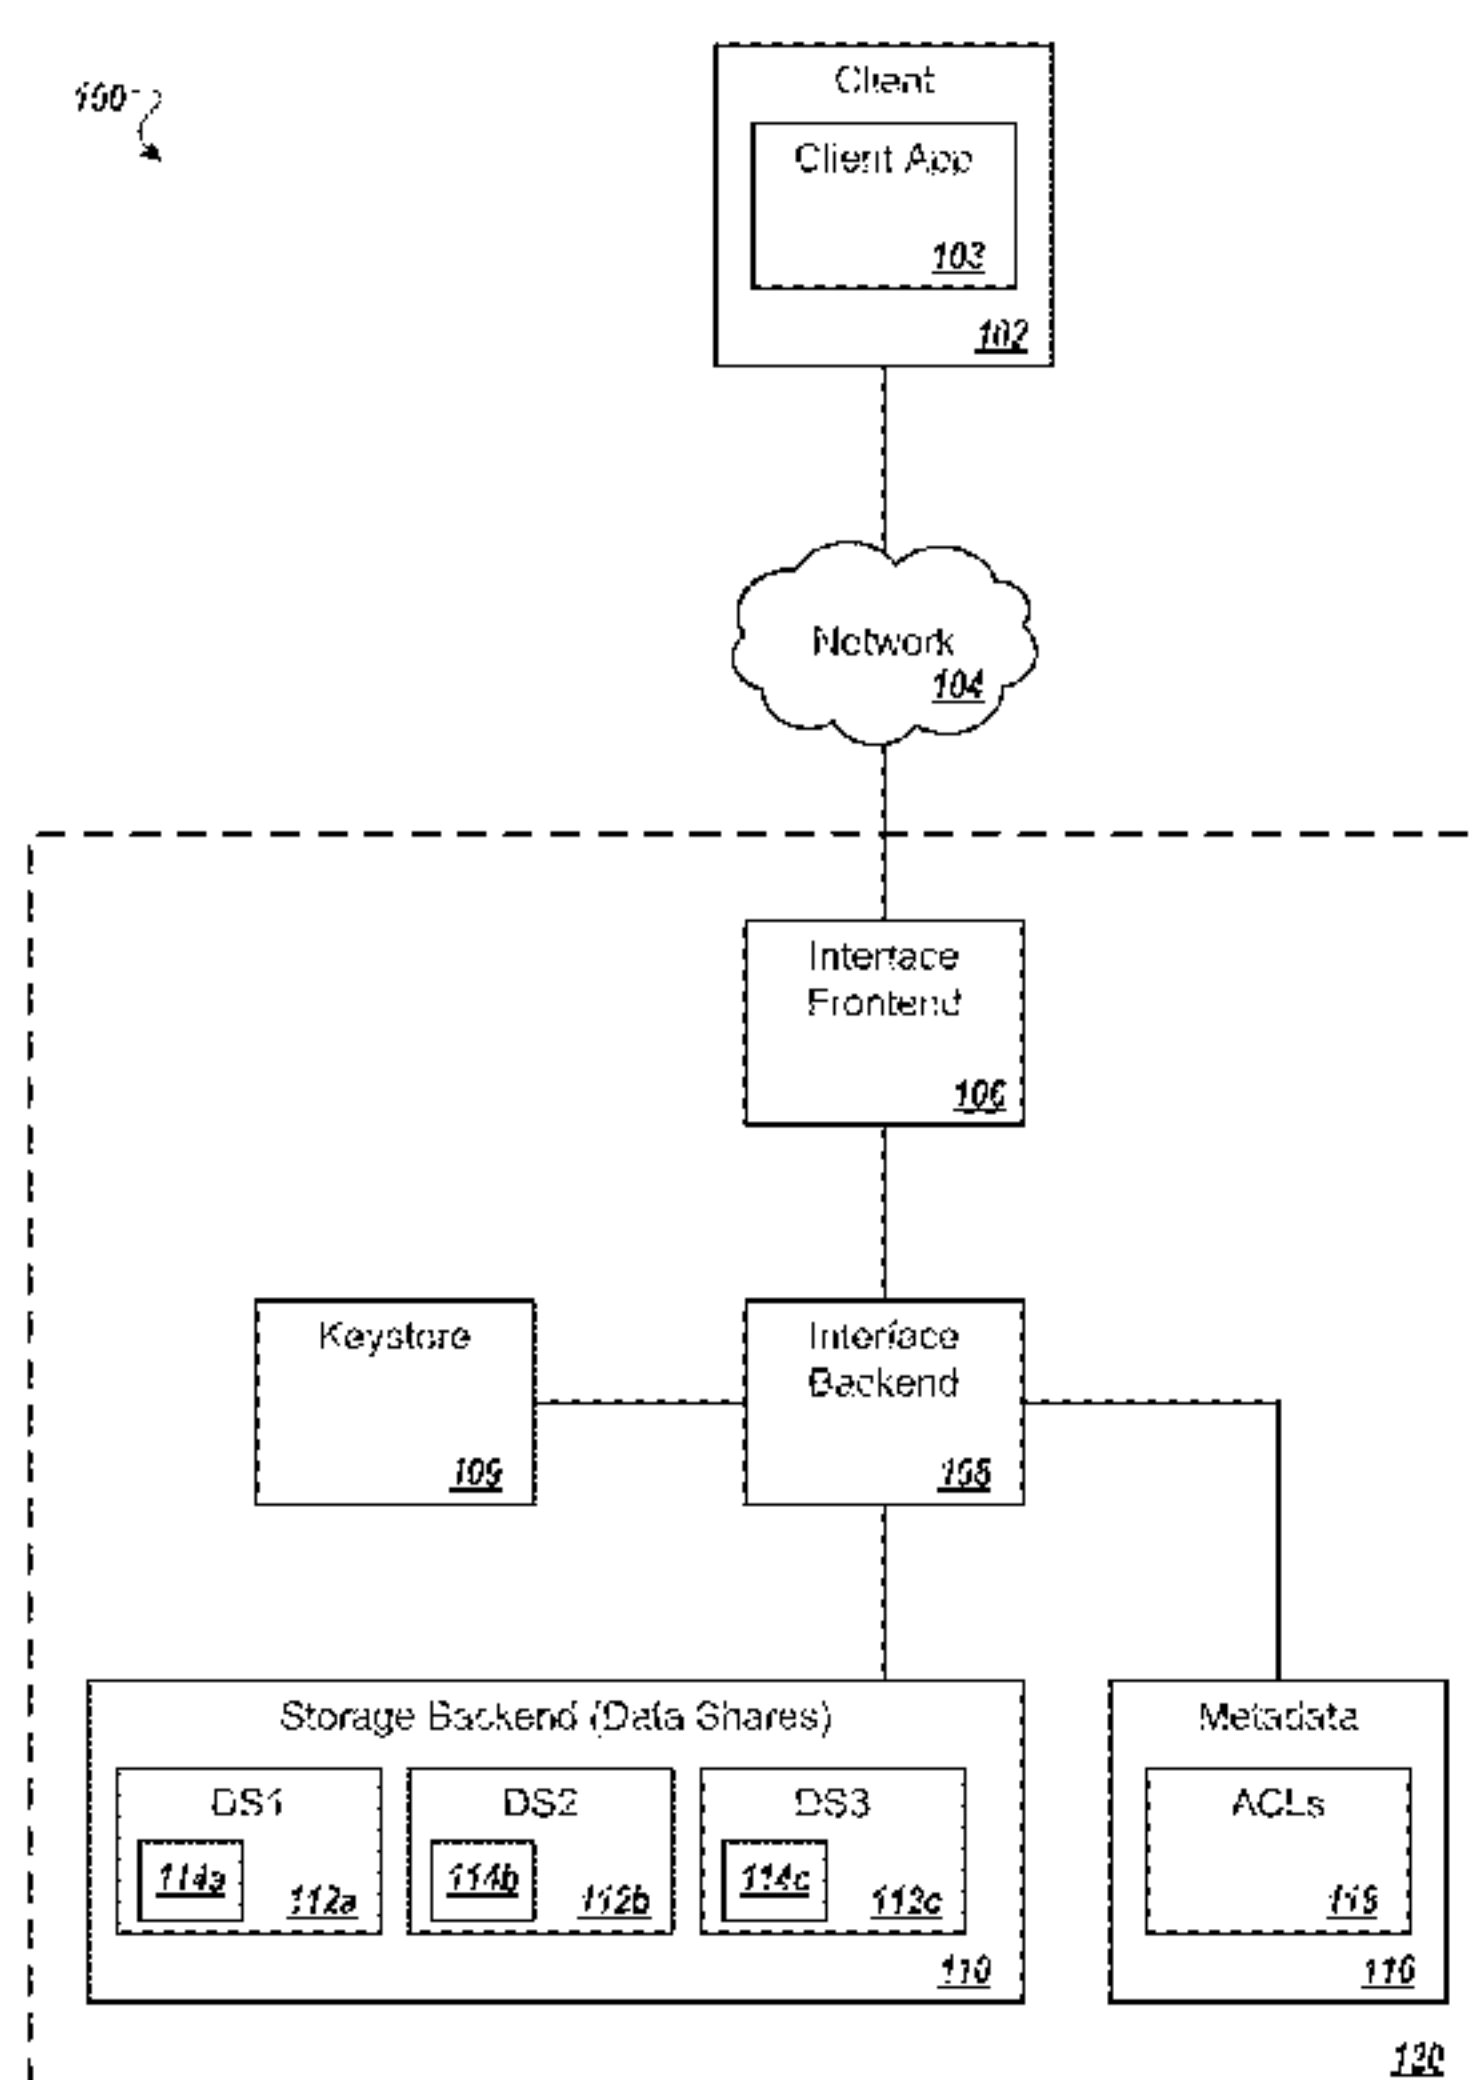 100
Client
Client App
103
102
Network
104
Interface
Frontend
106
Keystore
109
Interface
Backend
108
Storage Backend (Data Shares)
DS1
114a
112a
DS2
114b
112b
DS3
114c
112c
110
Metadata
ACLs
118
116
120